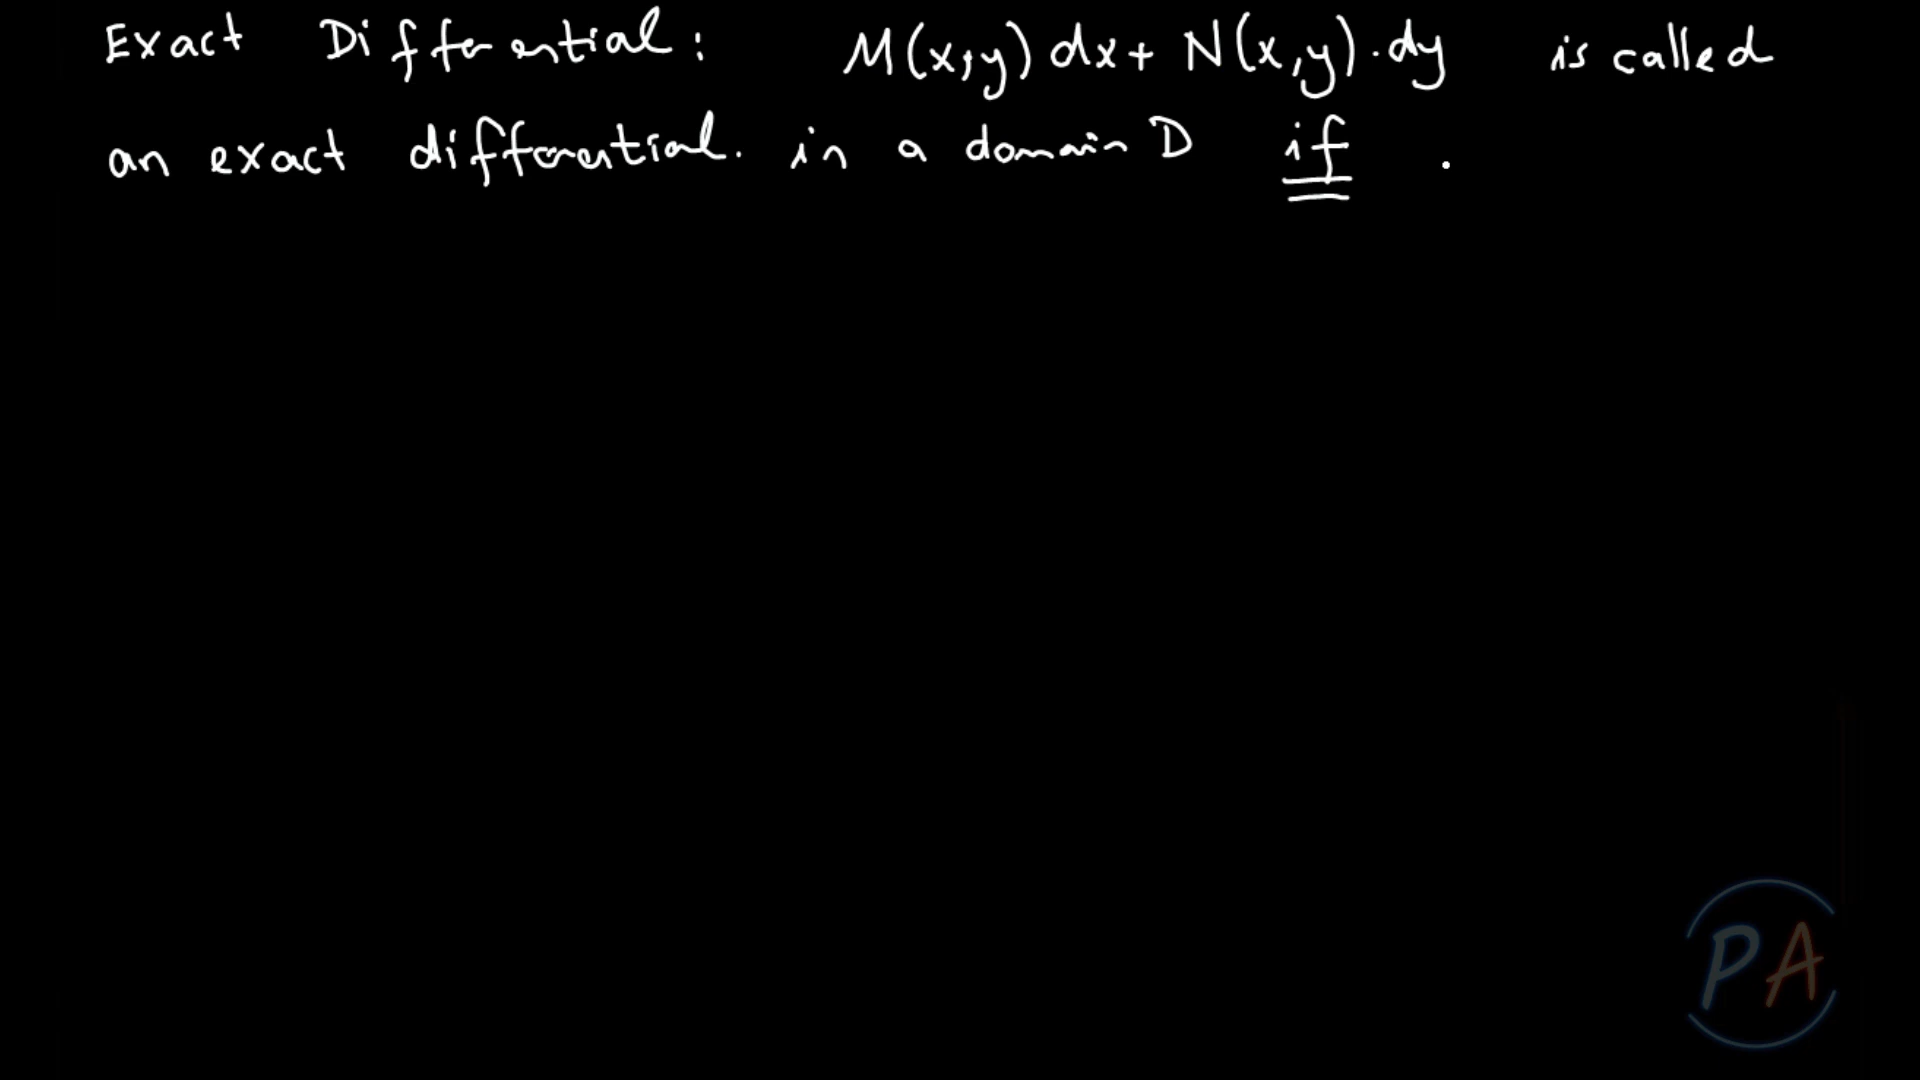 Exact Differential: M(x,y) dx + N(x,y).dy is called
an exact differential. in a domain D if .
PA